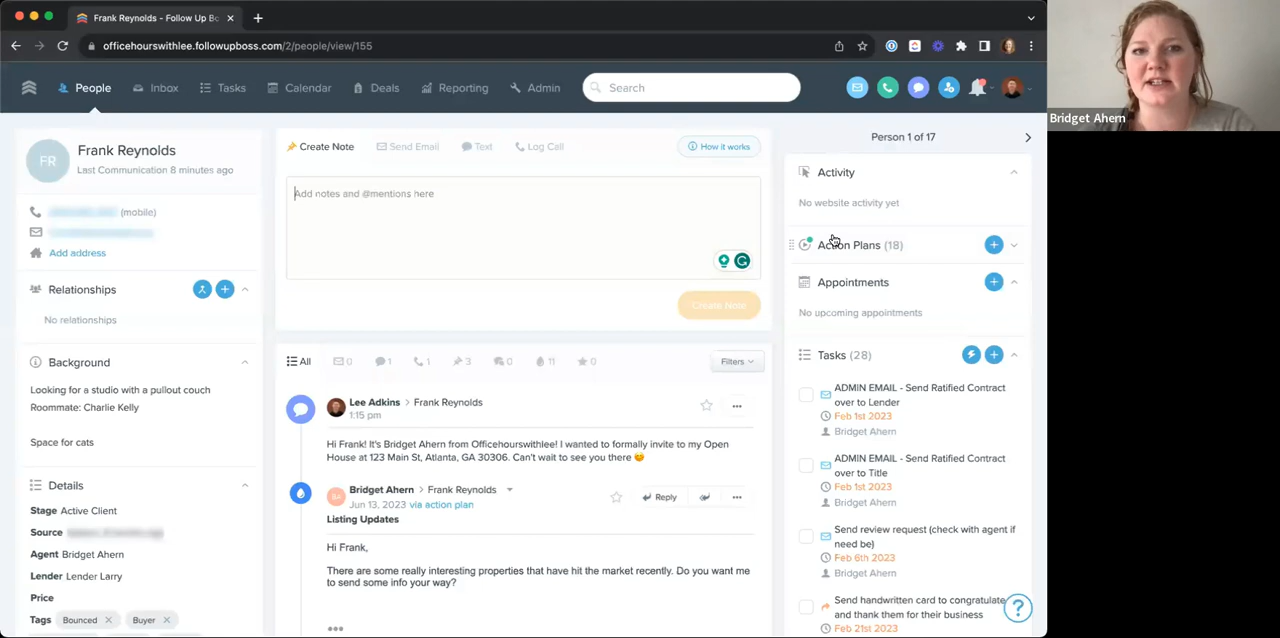 Frank Reynolds - Follow Up Bo
officehourswithlee.followupboss.com/2/people/view/155
Bridget Ahern
People
Inbox
Tasks
Calendar
Deals
Reporting
Admin
Search
FR
Frank Reynolds
Last Communication 8 minutes ago
(mobile)
Add address
Relationships
No relationships
Background
Looking for a studio with a pullout couch
Roommate: Charlie Kelly
Space for cats
Details
Stage Active Client
Source
Agent Bridget Ahern
Lender Lender Larry
Price
Tags Bounced Buyer
Create Note
Send Email
Text
Log Call
How it works
Add notes and @mentions here
Create Note
All
0
1
1
3
0
11
0
Filters
Lee Adkins > Frank Reynolds
1:15 pm
Hi Frank! It's Bridget Ahern from Officehourswithlee! I wanted to formally invite to my Open
House at 123 Main St, Atlanta, GA 30306. Can't wait to see you there 😊
Bridget Ahern > Frank Reynolds
Reply
Jun 13, 2023 via action plan
Listing Updates
Hi Frank,
There are some really interesting properties that have hit the market recently. Do you want me
to send some info your way?
Person 1 of 17
Activity
No website activity yet
Action Plans (18)
Appointments
No upcoming appointments
Tasks (28)
ADMIN EMAIL - Send Ratified Contract
over to Lender
Feb 1st 2023
Bridget Ahern
ADMIN EMAIL - Send Ratified Contract
over to Title
Feb 1st 2023
Bridget Ahern
Send review request (check with agent if
need be)
Feb 6th 2023
Bridget Ahern
Send handwritten card to congratulate
and thank them for their business
Feb 21st 2023